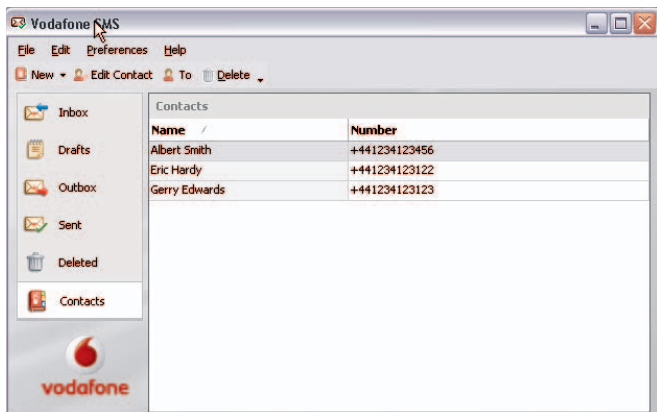 Vodafone SMS
File Edit Preferences Help
New Edit Contact To Delete
Inbox
Drafts
Outbox
Sent
Deleted
Contacts
vodafone
Contacts
Name Number
Albert Smith +441234123456
Eric Hardy +441234123122
Gerry Edwards +441234123123